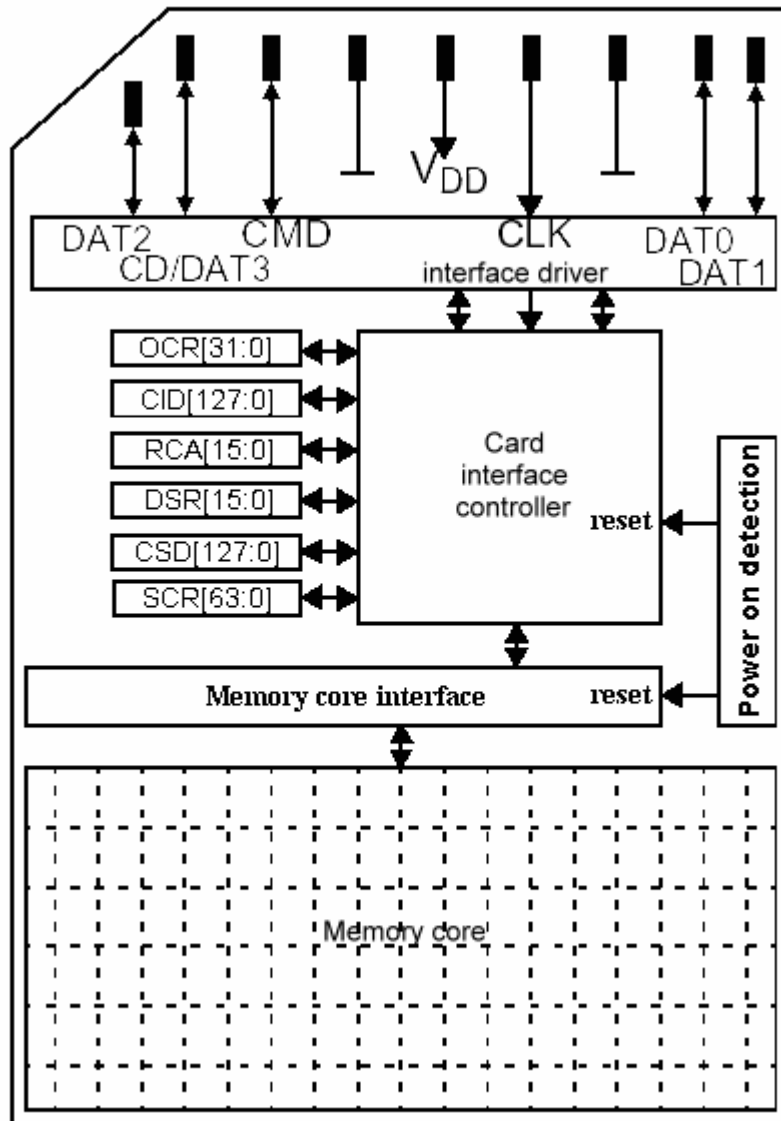 V
DD
DAT2
CMD
CLK
DAT0
CD/DAT3
interface driver
DAT1
OCR[31:0]
CID[127:0]
RCA[15:0]
DSR[15:0]
CSD[127:0]
SCR[63:0]
Card
interface
controller
reset
Power on detection
Memory core interface
reset
Memory core